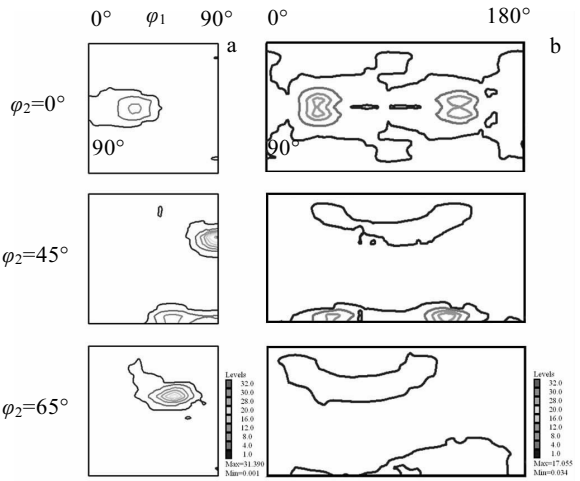 0° φ1 90° 0° 180°
a b
φ2=0°
90° 90°
φ2=45°
φ2=65°
Levels
32.0
30.0
28.0
20.0
16.0
12.0
8.0
4.0
1.0
Max=31.390
Min=0.001
Levels
32.0
30.0
28.0
20.0
16.0
12.0
8.0
4.0
1.0
Max=17.055
Min=0.034